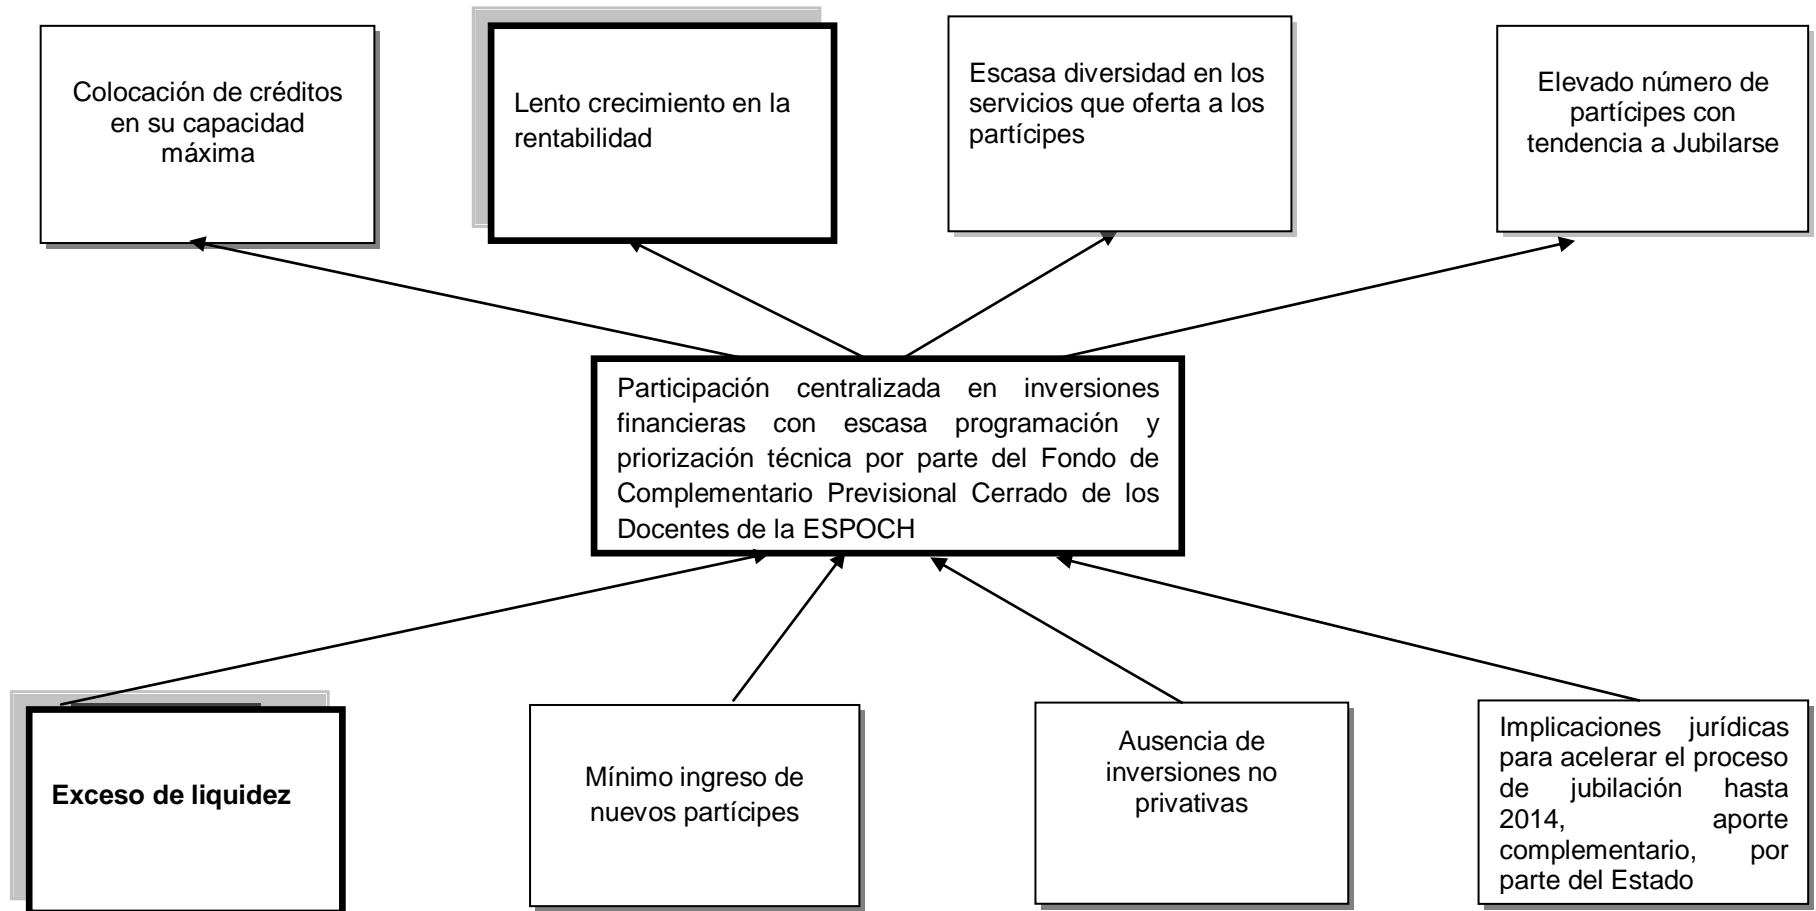 Colocación de créditos
en su capacidad
máxima
Lento crecimiento en la
rentabilidad
Escasa diversidad en los
servicios que oferta a los
partícipes
Elevado número de
partícipes con
tendencia a Jubilarse
Participación centralizada en inversiones
financieras con escasa programación y
priorización técnica por parte del Fondo de
Complementario Previsional Cerrado de los
Docentes de la ESPOCH
Exceso de liquidez
Mínimo ingreso de
nuevos partícipes
Ausencia de
inversiones no
privativas
Implicaciones jurídicas
para acelerar el proceso
de jubilación hasta
2014, aporte
complementario, por
parte del Estado